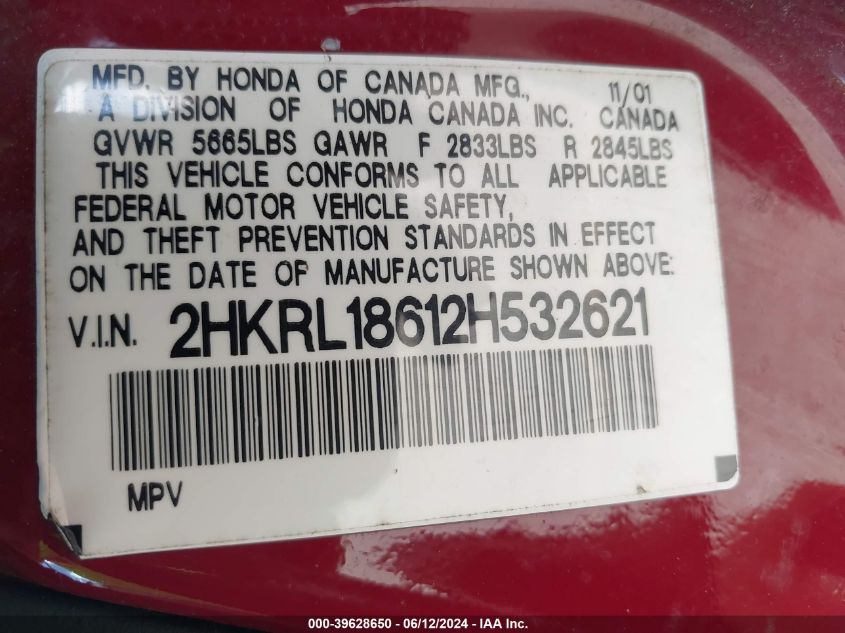 MFD. BY HONDA OF CANADA MFG., 11/01
A DIVISION OF HONDA CANADA INC. CANADA
GVWR 5665LBS GAWR F 2833LBS R 2845LBS
THIS VEHICLE CONFORMS TO ALL APPLICABLE
FEDERAL MOTOR VEHICLE SAFETY,
AND THEFT PREVENTION STANDARDS IN EFFECT
ON THE DATE OF MANUFACTURE SHOWN ABOVE:
V.I.N. 2HKRL18612H532621
MPV
000-39628650 - 06/12/2024 - IAA Inc.